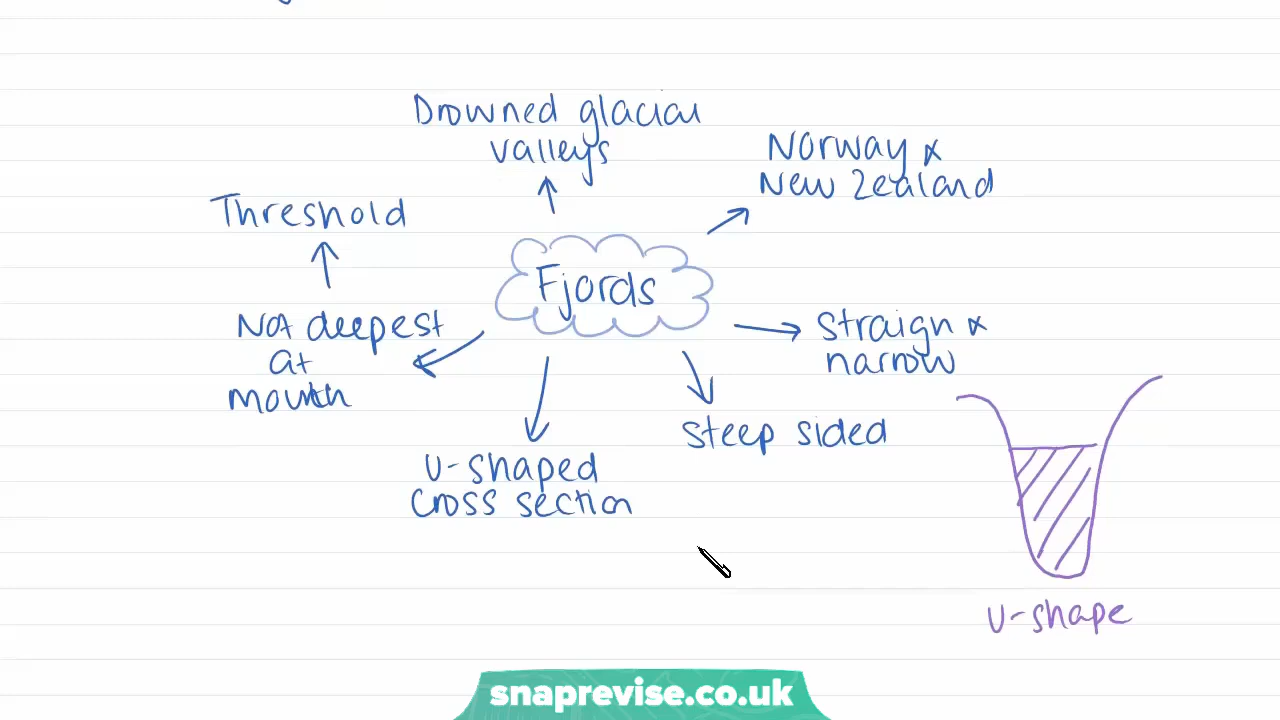 Drowned glacial
valleys
Norway &
New Zealand
Threshold
Fjords
Not deepest
at
mouth
Straign &
narrow
Steep sided
U-shaped
Cross section
U-shape
snaprevise.co.uk